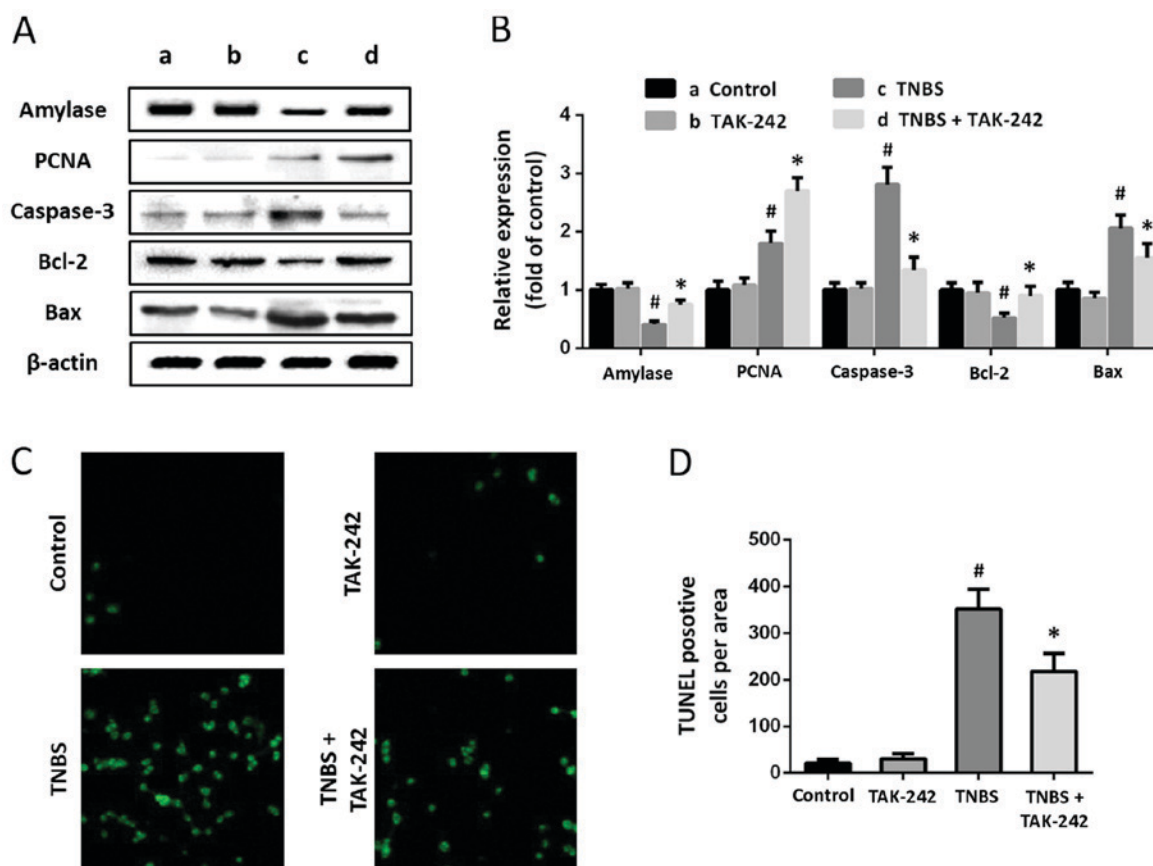 A
a b c d
Amylase
PCNA
Caspase-3
Bcl-2
Bax
β-actin
B
a Control
b TAK-242
c TNBS
d TNBS + TAK-242
Relative expression
(fold of control)
4
3
2
1
0
# * # * # * # * # *
Amylase PCNA Caspase-3 Bcl-2 Bax
C
Control
TAK-242
TNBS
TNBS +
TAK-242
D
TUNEL posotive
cells per area
500
400
300
200
100
0
# *
Control TAK-242 TNBS TNBS +
TAK-242